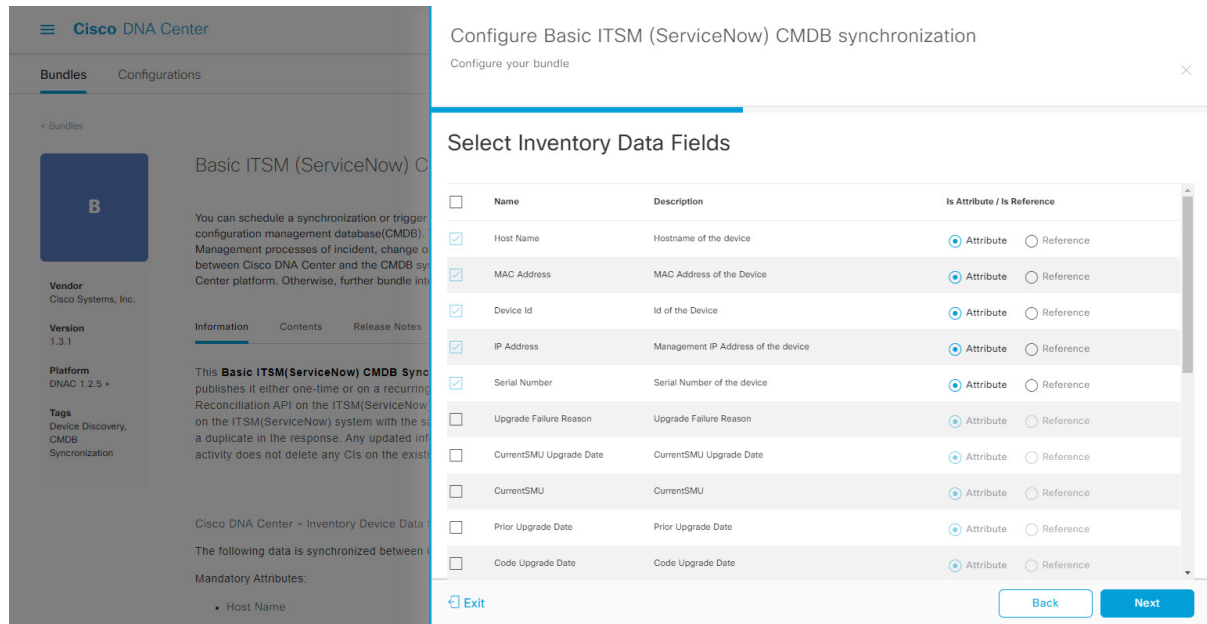 Cisco DNA Center
Bundles Configurations
< Bundles
B
Vendor
Cisco Systems, Inc.
Version
1.3.1
Platform
DNAC 1.2.5 +
Tags
Device Discovery,
CMDB
Syncronization
Basic ITSM (ServiceNow) C
You can schedule a synchronization or trigger
configuration management database(CMDB).
Management processes of incident, change o
between Cisco DNA Center and the CMDB sy
Center platform. Otherwise, further bundle int
Information Contents Release Notes
This Basic ITSM(ServiceNow) CMDB Sync
publishes it either one-time or on a recurring
Reconciliation API on the ITSM(ServiceNow
on the ITSM(ServiceNow) system with the sa
a duplicate in the response. Any updated inf
activity does not delete any CIs on the existi
Cisco DNA Center - Inventory Device Data
The following data is synchronized between
Mandatory Attributes:
• Host Name
Configure Basic ITSM (ServiceNow) CMDB synchronization
Configure your bundle
Select Inventory Data Fields
Name Description Is Attribute / Is Reference
Host Name Hostname of the device Attribute Reference
MAC Address MAC Address of the Device Attribute Reference
Device Id Id of the Device Attribute Reference
IP Address Management IP Address of the device Attribute Reference
Serial Number Serial Number of the device Attribute Reference
Upgrade Failure Reason Upgrade Failure Reason Attribute Reference
CurrentSMU Upgrade Date CurrentSMU Upgrade Date Attribute Reference
CurrentSMU CurrentSMU Attribute Reference
Prior Upgrade Date Prior Upgrade Date Attribute Reference
Code Upgrade Date Code Upgrade Date Attribute Reference
Exit Back Next